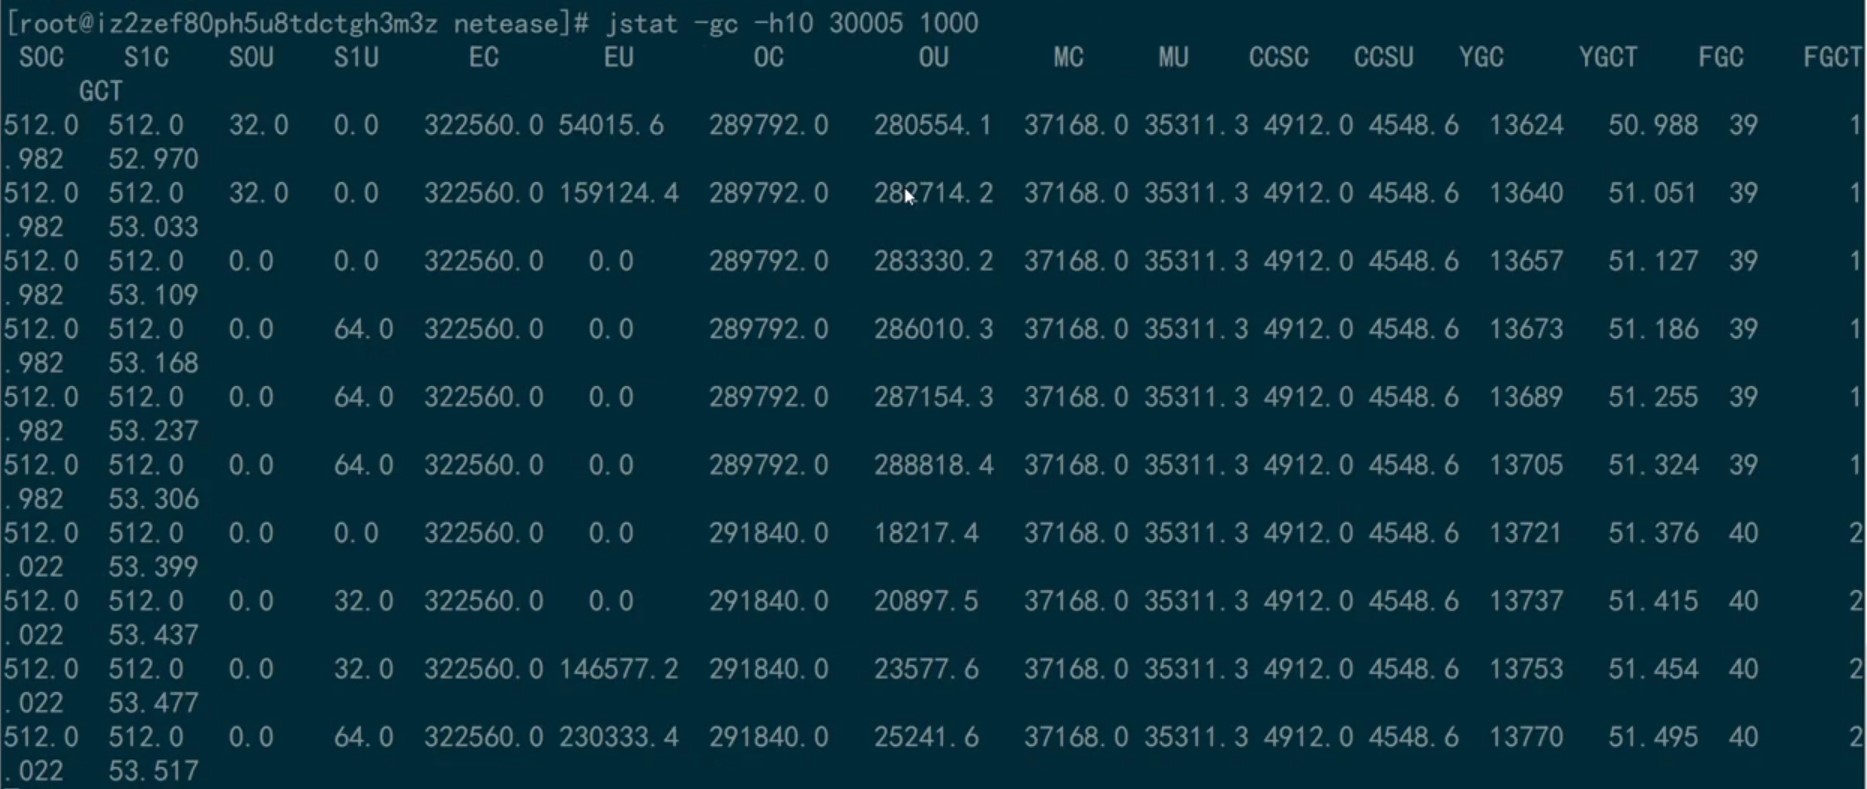 [root@iz2zef80ph5u8tdctgh3m3z netease]# jstat -gc -h10 30005 1000
S0C S1C S0U S1U EC EU OC OU MC MU CCSC CCSU YGC YGCT FGC FGCT
GCT
512.0 512.0 32.0 0.0 322560.0 54015.6 289792.0 280554.1 37168.0 35311.3 4912.0 4548.6 13624 50.988 39 1
.982 52.970
512.0 512.0 32.0 0.0 322560.0 159124.4 289792.0 282714.2 37168.0 35311.3 4912.0 4548.6 13640 51.051 39 1
.982 53.033
512.0 512.0 0.0 0.0 322560.0 0.0 289792.0 283330.2 37168.0 35311.3 4912.0 4548.6 13657 51.127 39 1
.982 53.109
512.0 512.0 0.0 64.0 322560.0 0.0 289792.0 286010.3 37168.0 35311.3 4912.0 4548.6 13673 51.186 39 1
.982 53.168
512.0 512.0 0.0 64.0 322560.0 0.0 289792.0 287154.3 37168.0 35311.3 4912.0 4548.6 13689 51.255 39 1
.982 53.237
512.0 512.0 0.0 64.0 322560.0 0.0 289792.0 288818.4 37168.0 35311.3 4912.0 4548.6 13705 51.324 39 1
.982 53.306
512.0 512.0 0.0 0.0 322560.0 0.0 291840.0 18217.4 37168.0 35311.3 4912.0 4548.6 13721 51.376 40 2
.022 53.399
512.0 512.0 0.0 32.0 322560.0 0.0 291840.0 20897.5 37168.0 35311.3 4912.0 4548.6 13737 51.415 40 2
.022 53.437
512.0 512.0 0.0 32.0 322560.0 146577.2 291840.0 23577.6 37168.0 35311.3 4912.0 4548.6 13753 51.454 40 2
.022 53.477
512.0 512.0 0.0 64.0 322560.0 230333.4 291840.0 25241.6 37168.0 35311.3 4912.0 4548.6 13770 51.495 40 2
.022 53.517